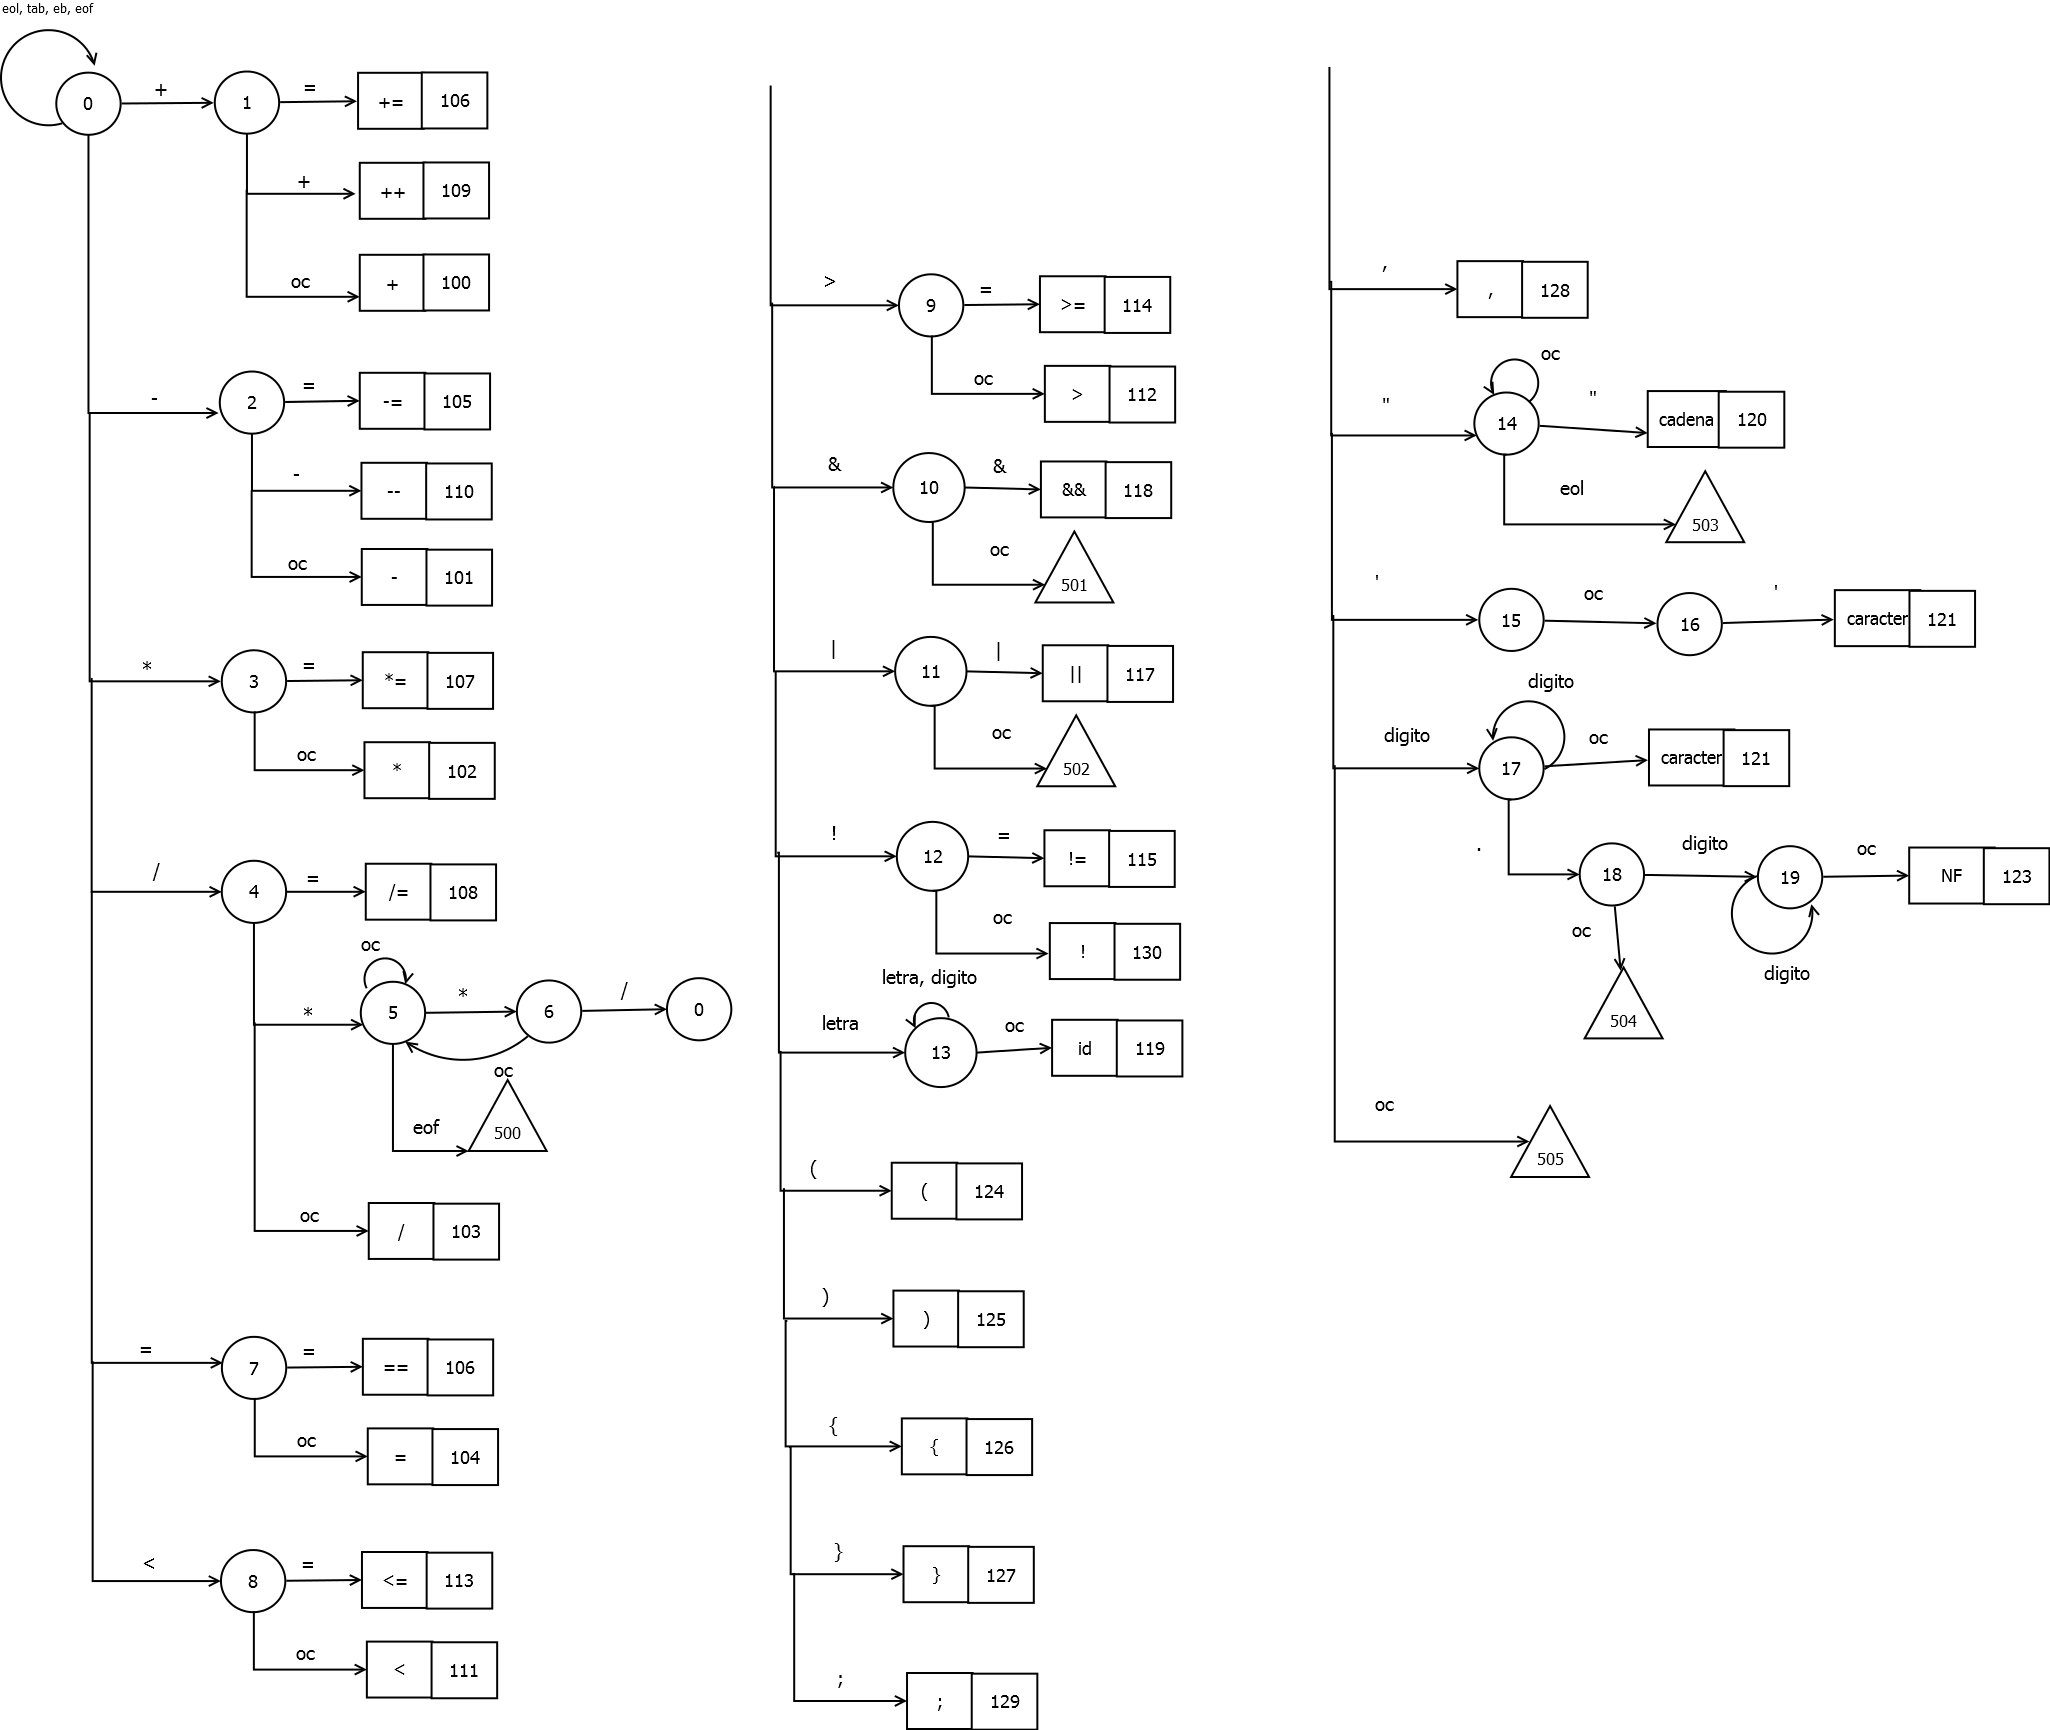 eol, tab, eb, eof
0 + 1 = += 106
+ ++ 109
oc + 100
- 2 = -= 105
- -- 110
oc - 101
* 3 = *= 107
oc * 102
/ 4 = /= 108
oc
* 5 * 6 / 0
oc
eof 500
oc / 103
= 7 = == 106
oc = 104
< 8 = <= 113
oc < 111
> 9 = >= 114
oc > 112
& 10 & && 118
oc 501
| 11 | || 117
oc 502
! 12 = != 115
oc ! 130
letra, digito
letra 13 oc id 119
( ( 124
) ) 125
{ { 126
} } 127
; ; 129
, , 128
oc
" 14 " cadena 120
eol 503
' 15 oc 16 ' caracter 121
digito
digito 17 oc caracter 121
. 18 digito 19 oc NF 123
oc digito
504
oc 505